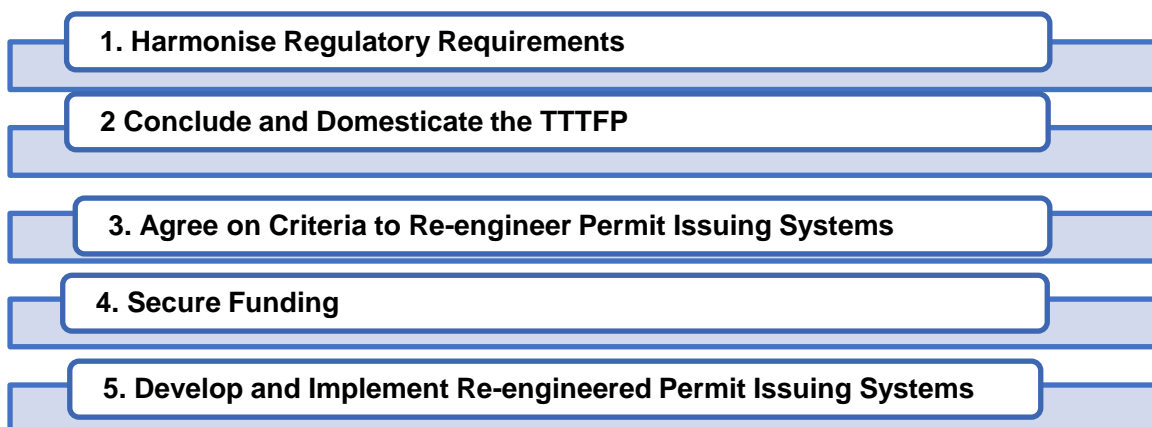 1. Harmonise Regulatory Requirements
2 Conclude and Domesticate the TTTFP
3. Agree on Criteria to Re-engineer Permit Issuing Systems
4. Secure Funding
5. Develop and Implement Re-engineered Permit Issuing Systems